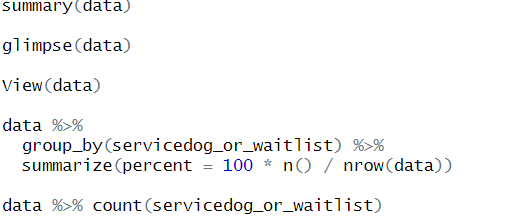 summary(data)
glimpse(data)
View(data)
data %>%
  group_by(servicedog_or_waitlist) %>%
  summarize(percent = 100 * n() / nrow(data))
data %>% count(servicedog_or_waitlist)